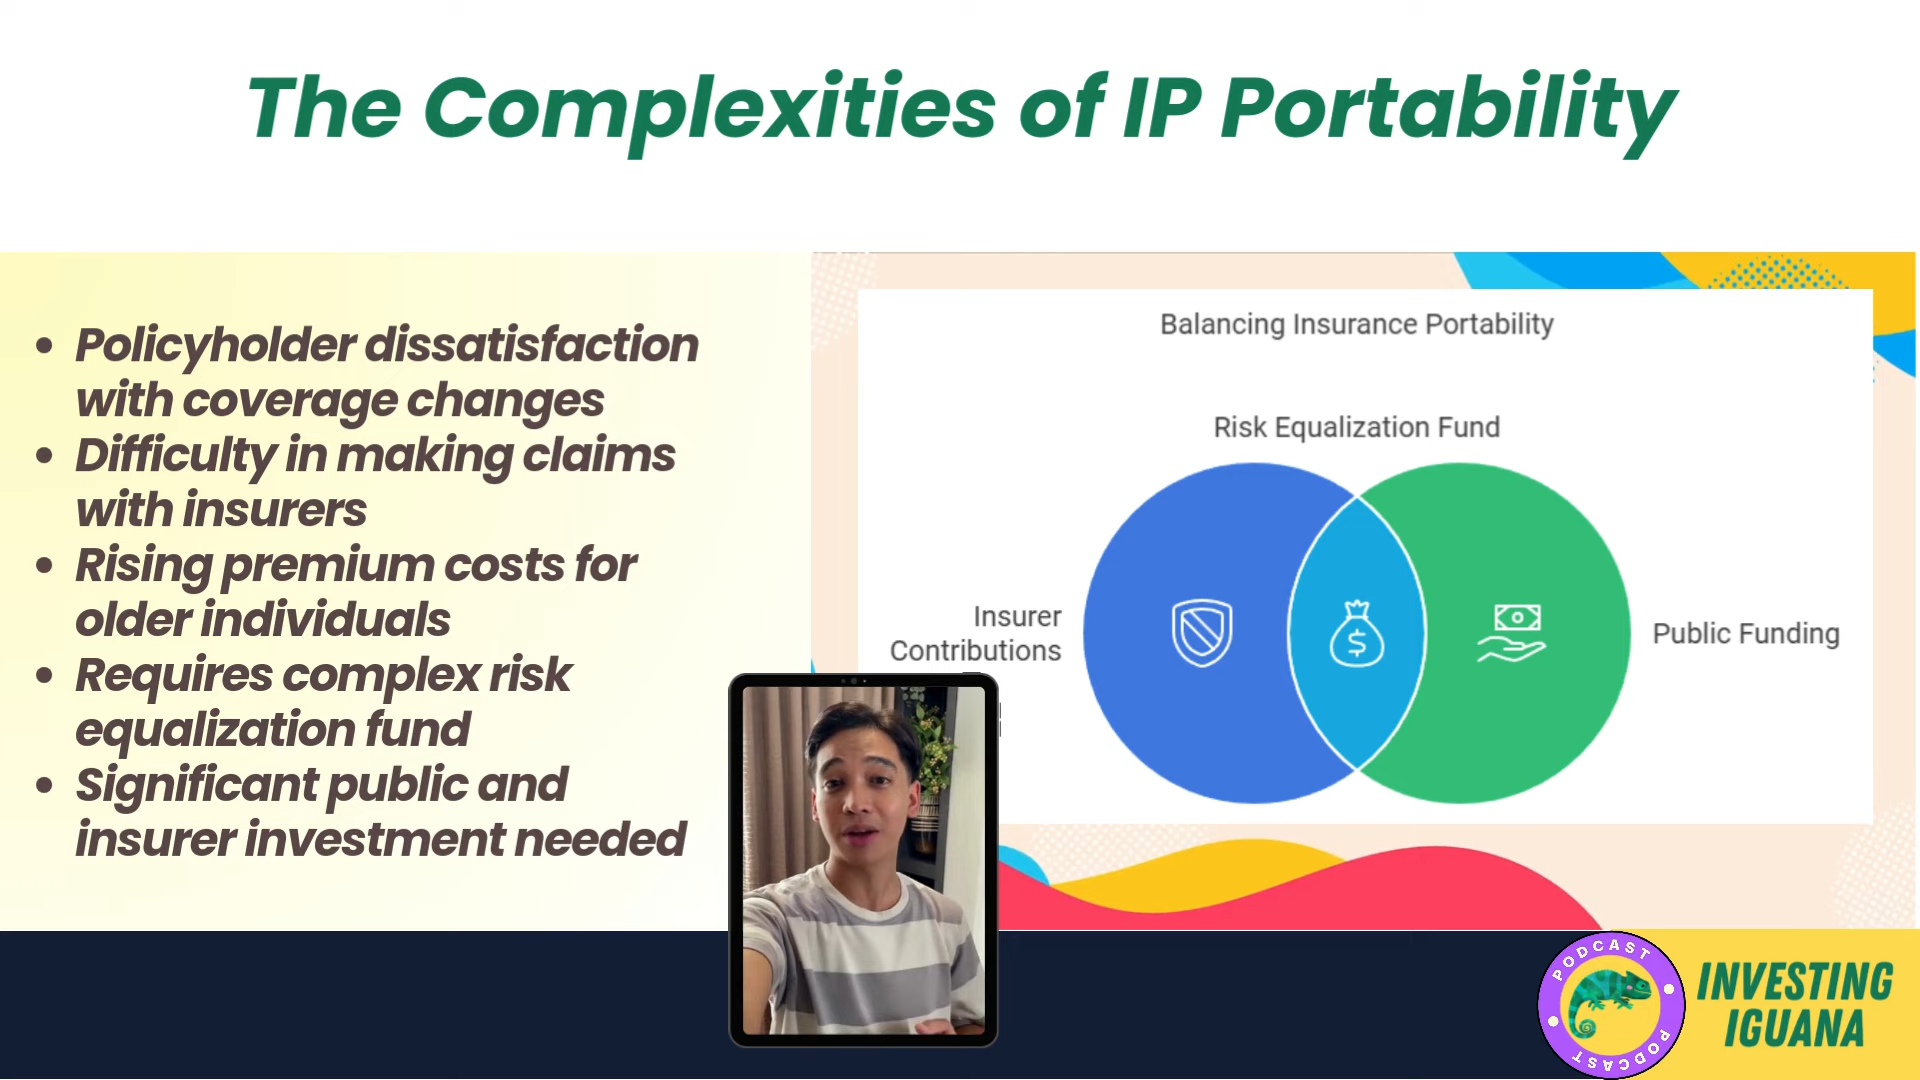 The Complexities of IP Portability
• Policyholder dissatisfaction
with coverage changes
• Difficulty in making claims
with insurers
• Rising premium costs for
older individuals
• Requires complex risk
equalization fund
• Significant public and
insurer investment needed
Balancing Insurance Portability
Risk Equalization Fund
Insurer
Contributions
$
Public Funding
PODCAST
PODCAST
INVESTING
IGUANA